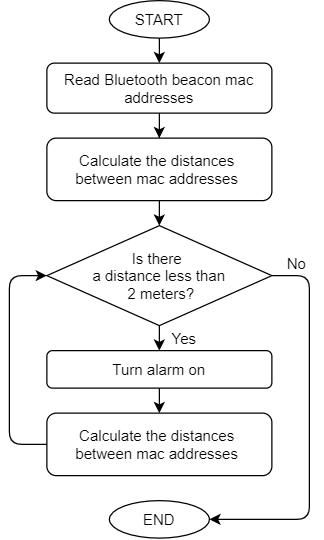 START
Read Bluetooth beacon mac
addresses
Calculate the distances
between mac addresses
Is there
a distance less than
2 meters?
No
Yes
Turn alarm on
Calculate the distances
between mac addresses
END